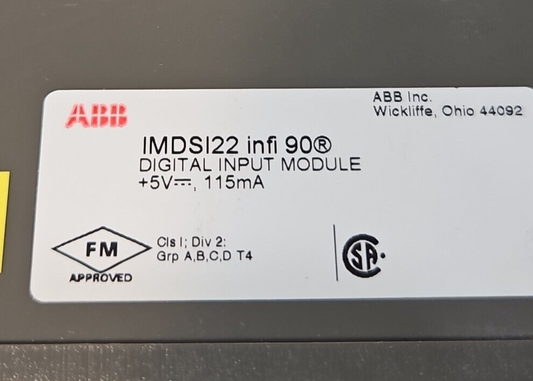 ABB
ABB Inc.
Wickliffe, Ohio 44092
IMDSI22 infi 90®
DIGITAL INPUT MODULE
+5V⎓, 115mA
FM
APPROVED
Cls I; Div 2;
Grp A,B,C,D T4
CSA